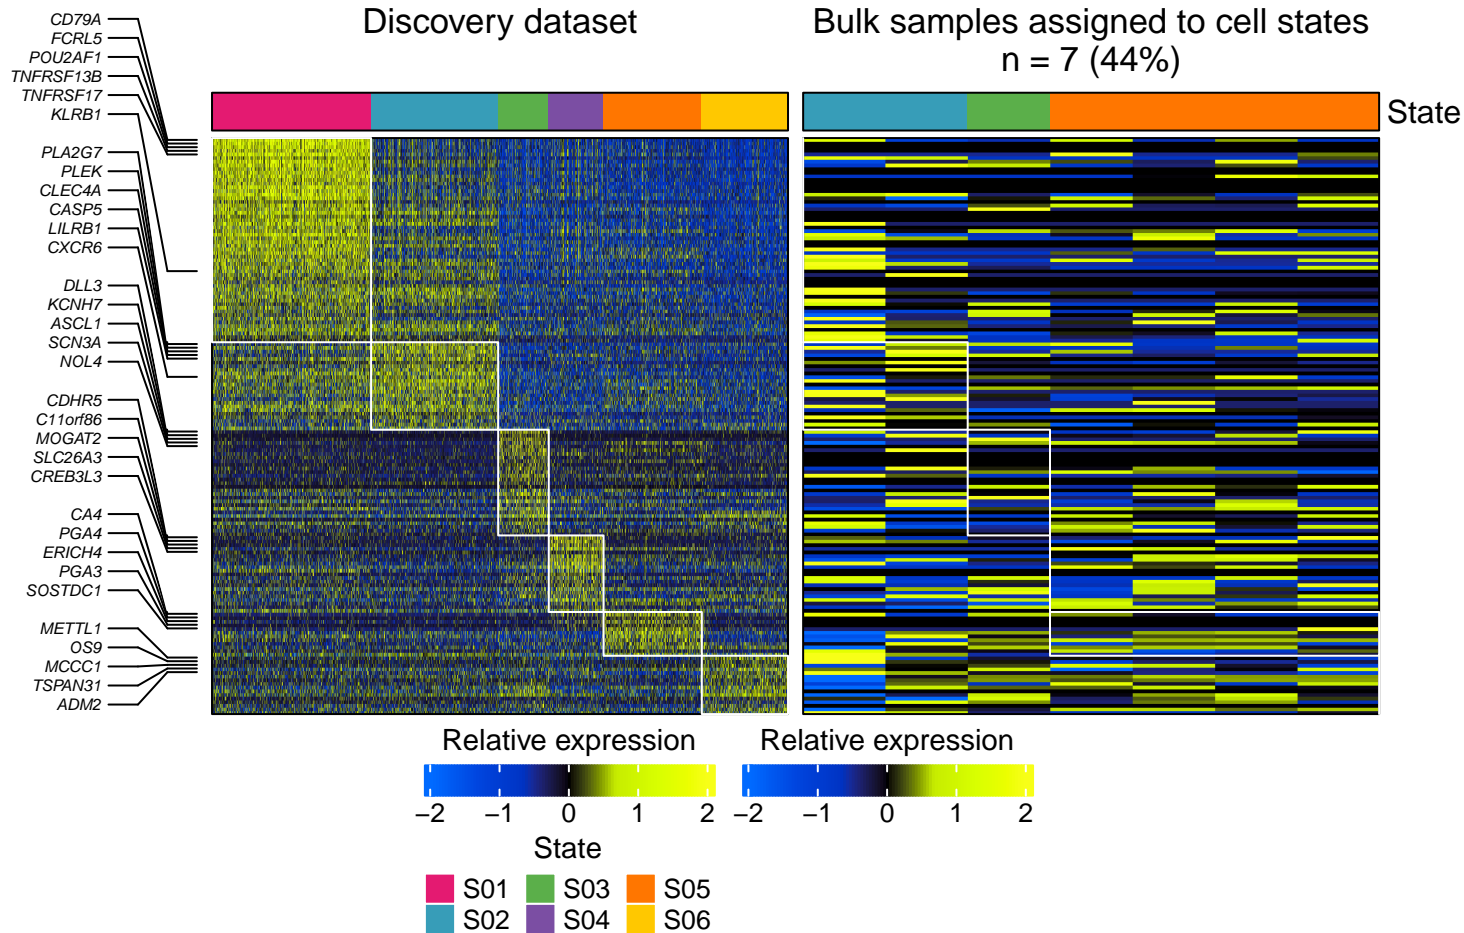 Discovery dataset
Bulk samples assigned to cell states
n = 7 (44%)
State
CD79A
FCRL5
POU2AF1
TNFRSF13B
TNFRSF17
KLRB1
PLA2G7
PLEK
CLEC4A
CASP5
LILRB1
CXCR6
DLL3
KCNH7
ASCL1
SCN3A
NOL4
CDHR5
C11orf86
MOGAT2
SLC26A3
CREB3L3
CA4
PGA4
ERICH4
PGA3
SOSTDC1
METTL1
OS9
MCCC1
TSPAN31
ADM2
Relative expression
−2 −1 0 1 2
Relative expression
−2 −1 0 1 2
State
S01 S03 S05
S02 S04 S06